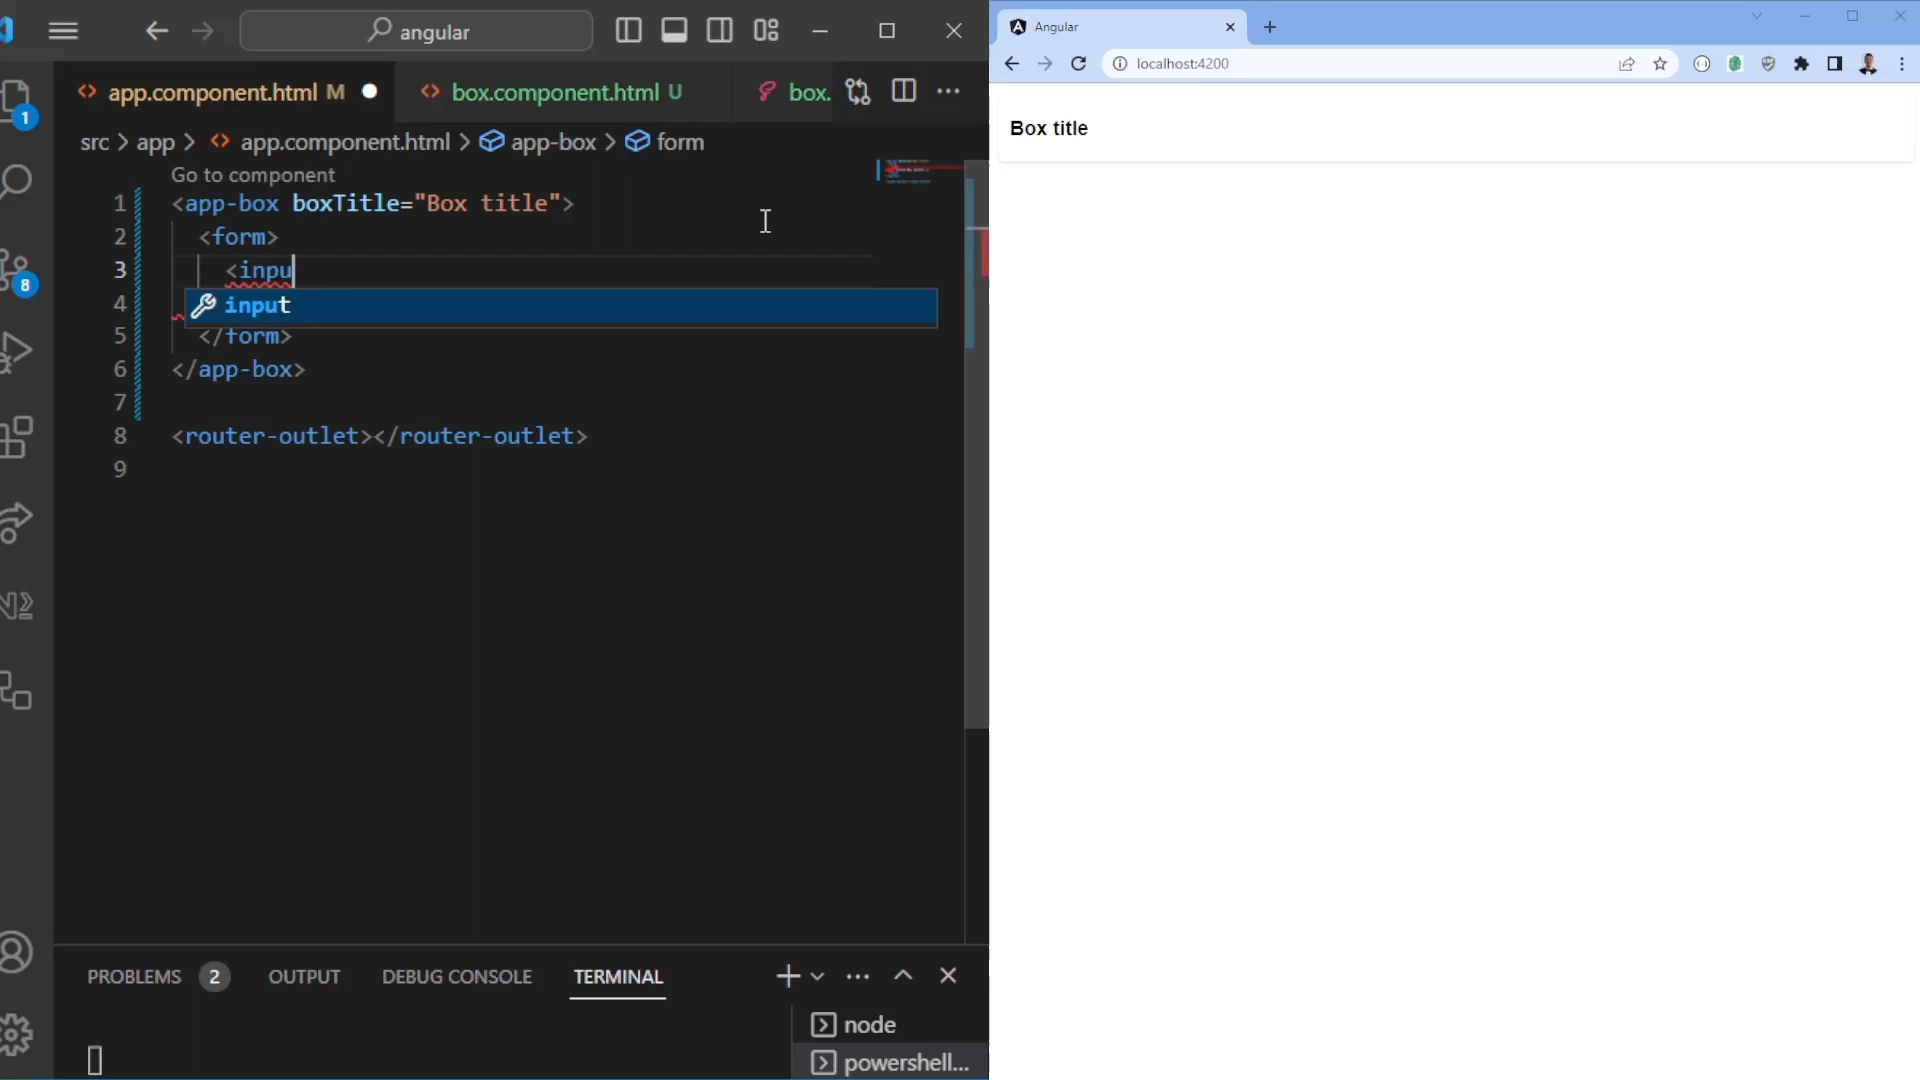 angular
app.component.html M
box.component.html U
box.
src > app > app.component.html > app-box > form
Go to component
1 <app-box boxTitle="Box title">
2 <form>
3 <inpu
4
input
5 </form>
6 </app-box>
7
8 <router-outlet></router-outlet>
9
1
8
PROBLEMS 2 OUTPUT DEBUG CONSOLE TERMINAL
node
powershell...
Angular
localhost:4200
Box title